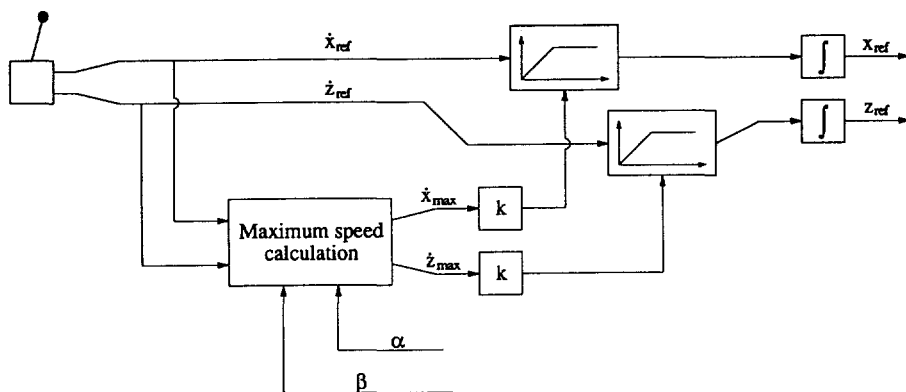 ẋref
xref
∫
żref
zref
∫
ẋmax
k
Maximum speed
calculation
żmax
k
α
β